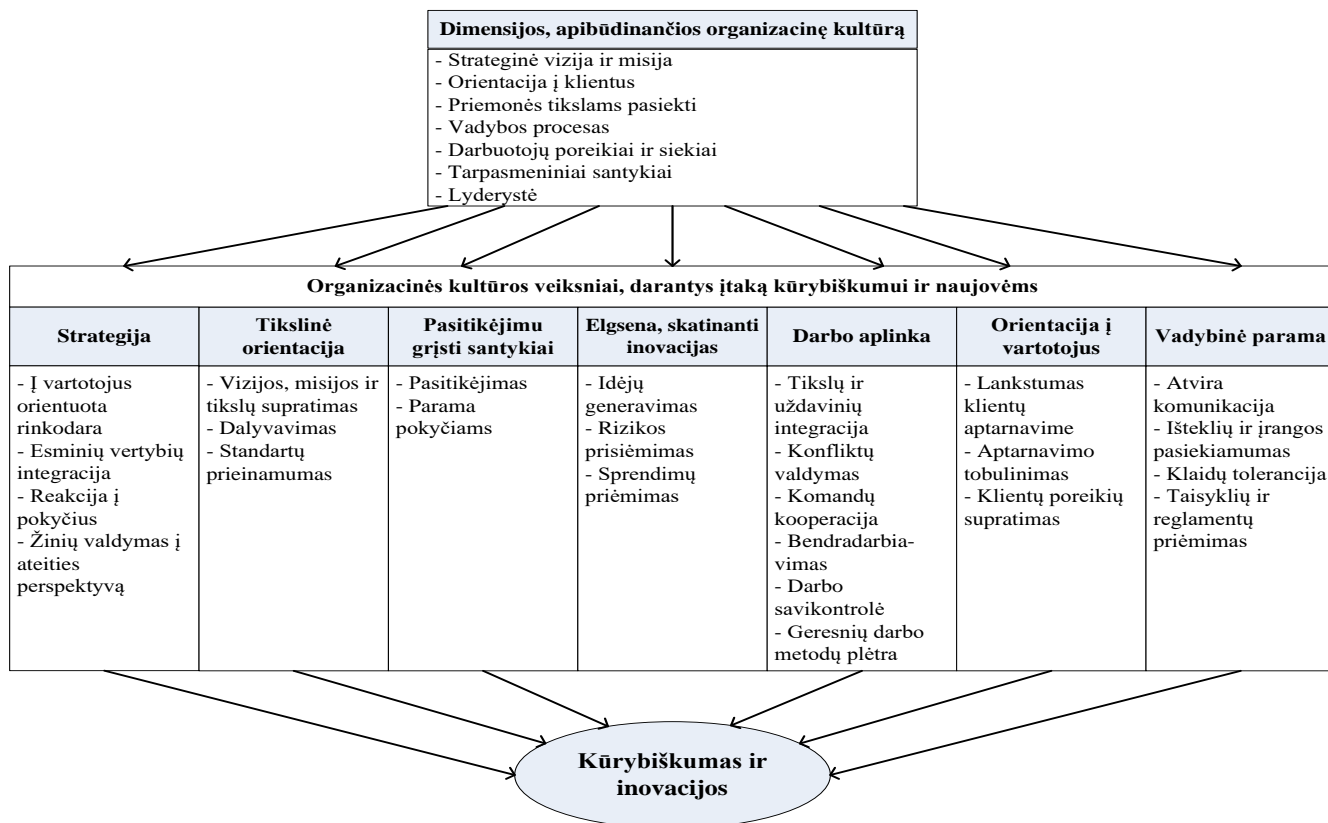 Dimensijos, apibūdinančios organizacinę kultūrą
- Strateginė vizija ir misija
- Orientacija į klientus
- Priemonės tikslams pasiekti
- Vadybos procesas
- Darbuotojų poreikiai ir siekiai
- Tarpasmeniniai santykiai
- Lyderystė
Organizacinės kultūros veiksniai, darantys įtaką kūrybiškumui ir naujovėms
Strategija
- Į vartotojus
orientuota
rinkodara
- Esminių vertybių
integracija
- Reakcija į
pokyčius
- Žinių valdymas į
ateities
perspektyvą
Tikslinė
orientacija
- Vizijos, misijos ir
tikslų supratimas
- Dalyvavimas
- Standartų
prieinamumas
Pasitikėjimu
grįsti santykiai
- Pasitikėjimas
- Parama
pokyčiams
Elgsena, skatinanti
inovacijas
- Idėjų
generavimas
- Rizikos
prisiėmimas
- Sprendimų
priėmimas
Darbo aplinka
- Tikslų ir
uždavinių
integracija
- Konfliktų
valdymas
- Komandų
kooperacija
- Bendradarbia-
vimas
- Darbo
savikontrolė
- Geresnių darbo
metodų plėtra
Orientacija į
vartotojus
- Lankstumas
klientų
aptarnavime
- Aptarnavimo
tobulinimas
- Klientų poreikių
supratimas
Vadybinė parama
- Atvira
komunikacija
- Išteklių ir įrangos
pasiekiamumas
- Klaidų tolerancija
- Taisyklių ir
reglamentų
priėmimas
Kūrybiškumas ir
inovacijos